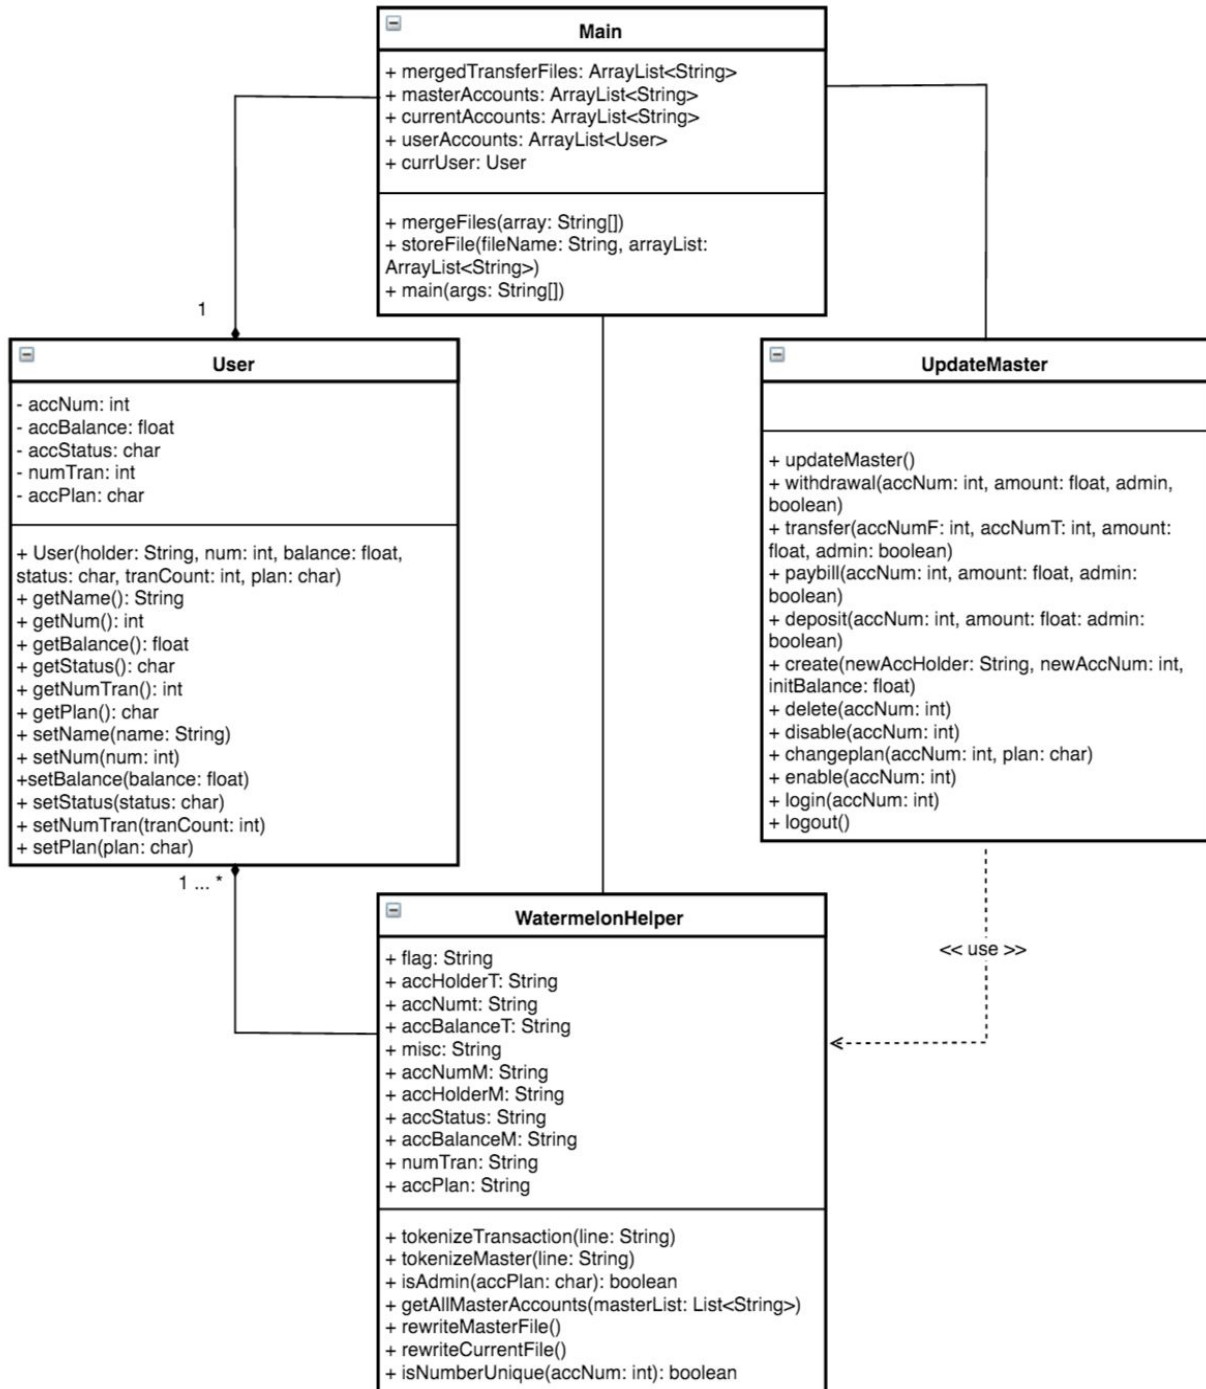 Main
+ mergedTransferFiles: ArrayList<String>
+ masterAccounts: ArrayList<String>
+ currentAccounts: ArrayList<String>
+ userAccounts: ArrayList<User>
+ currUser: User
+ mergeFiles(array: String[])
+ storeFile(fileName: String, arrayList:
ArrayList<String>)
+ main(args: String[])
1
User
- accNum: int
- accBalance: float
- accStatus: char
- numTran: int
- accPlan: char
+ User(holder: String, num: int, balance: float,
status: char, tranCount: int, plan: char)
+ getName(): String
+ getNum(): int
+ getBalance(): float
+ getStatus(): char
+ getNumTran(): int
+ getPlan(): char
+ setName(name: String)
+ setNum(num: int)
+setBalance(balance: float)
+ setStatus(status: char)
+ setNumTran(tranCount: int)
+ setPlan(plan: char)
1 ... *
UpdateMaster
+ updateMaster()
+ withdrawal(accNum: int, amount: float, admin,
boolean)
+ transfer(accNumF: int, accNumT: int, amount:
float, admin: boolean)
+ paybill(accNum: int, amount: float, admin:
boolean)
+ deposit(accNum: int, amount: float: admin:
boolean)
+ create(newAccHolder: String, newAccNum: int,
initBalance: float)
+ delete(accNum: int)
+ disable(accNum: int)
+ changeplan(accNum: int, plan: char)
+ enable(accNum: int)
+ login(accNum: int)
+ logout()
<< use >>
WatermelonHelper
+ flag: String
+ accHolderT: String
+ accNumt: String
+ accBalanceT: String
+ misc: String
+ accNumM: String
+ accHolderM: String
+ accStatus: String
+ accBalanceM: String
+ numTran: String
+ accPlan: String
+ tokenizeTransaction(line: String)
+ tokenizeMaster(line: String)
+ isAdmin(accPlan: char): boolean
+ getAllMasterAccounts(masterList: List<String>)
+ rewriteMasterFile()
+ rewriteCurrentFile()
+ isNumberUnique(accNum: int): boolean